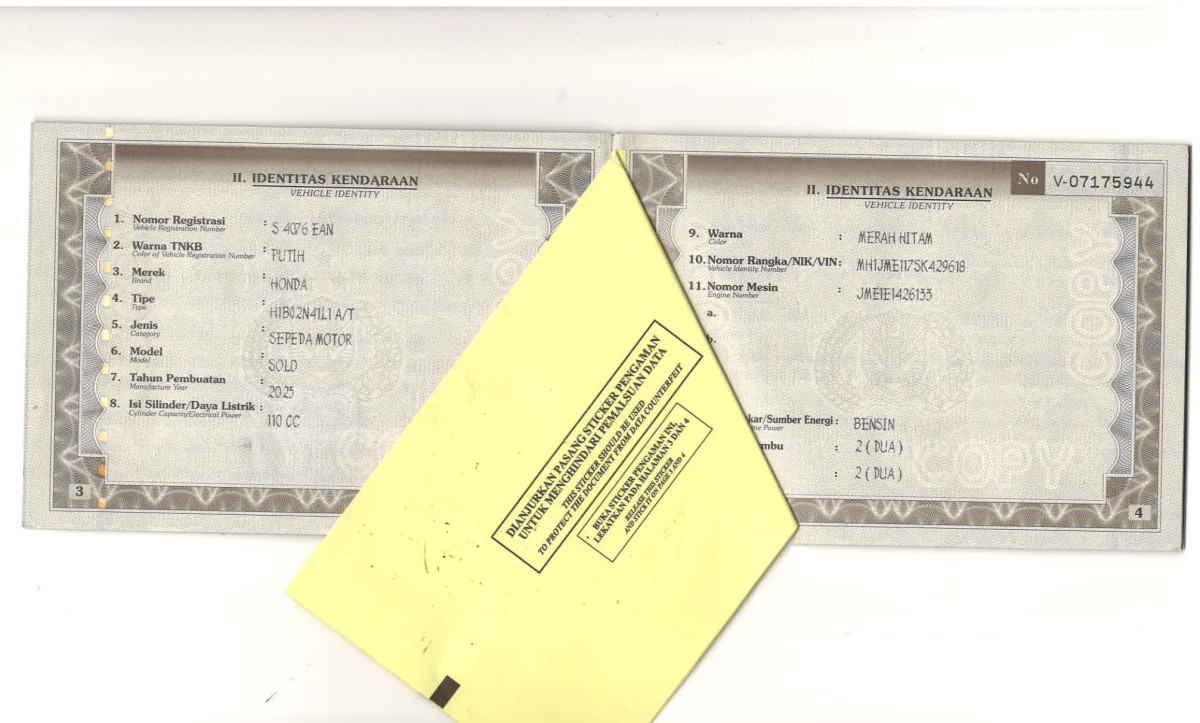 II. IDENTITAS KENDARAAN
VEHICLE IDENTITY
1. Nomor Registrasi : S 4076 EAN
Vehicle Registration Number
2. Warna TNKB : PUTIH
Color of Vehicle Registration Number
3. Merek : HONDA
Brand
4. Tipe : H1B02N41L1 A/T
Type
5. Jenis : SEPEDA MOTOR
Category
6. Model : SOLO
Model
7. Tahun Pembuatan : 2025
Manufacture Year
8. Isi Silinder/Daya Listrik : 110 CC
Cylinder Capacity/Electrical Power
3
DIANJURKAN PASANG STICKER PENGAMAN
UNTUK MENGHINDARI PEMALSUAN DATA
THIS STICKER SHOULD BE USED
TO PROTECT THE DOCUMENT FROM DATA COUNTERFEIT
BUKA STICKER PENGAMAN INI,
LEKATKAN PADA HALAMAN 3 DAN 4
RELEASE THIS STICKER
AND STICK IT ON PAGE 3 AND 4
No V-07175944
II. IDENTITAS KENDARAAN
VEHICLE IDENTITY
9. Warna : MERAH HITAM
Color
10. Nomor Rangka/NIK/VIN : MH1JME117SK429618
Vehicle Identity Number
11. Nomor Mesin : JME1E1426133
Engine Number
a.
b.
kar/Sumber Energi : BENSIN
ne Power
mbu : 2 ( DUA )
: 2 ( DUA )
4
COPY